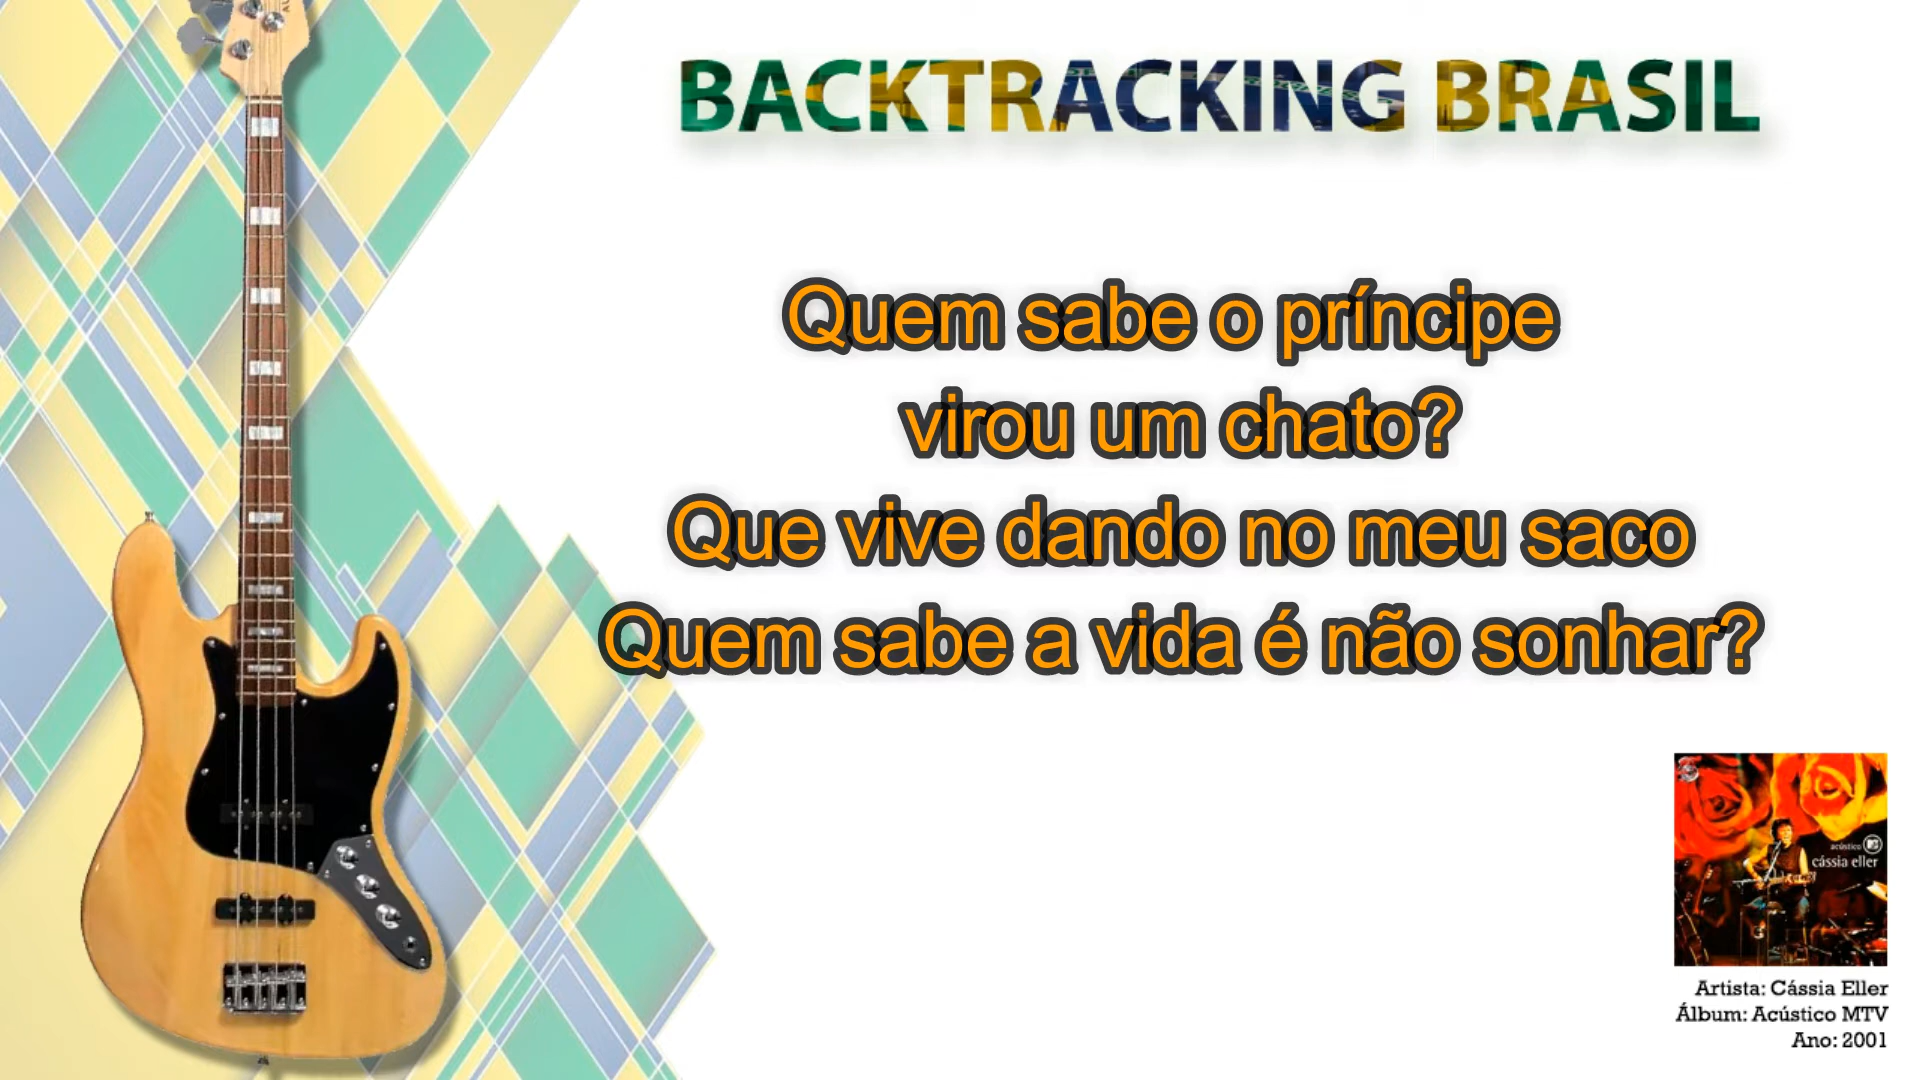 BACKTRACKING BRASIL
Quem sabe o príncipe
virou um chato?
Que vive dando no meu saco
Quem sabe a vida é não sonhar?
acústico
cássia eller
Artista: Cássia Eller
Álbum: Acústico MTV
Ano: 2001